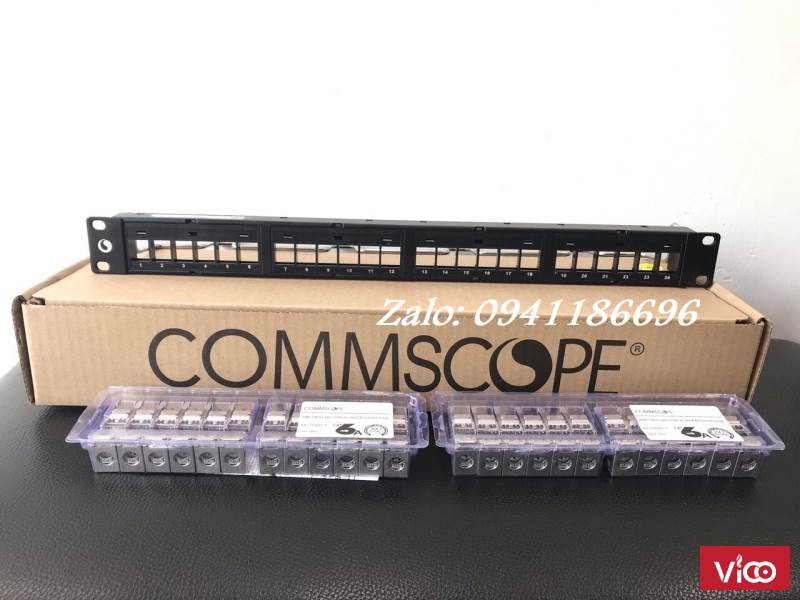 1 2 3 4 5 6 7 8 9 10 11 12 13 14 15 16 17 18 19 20 21 22 23 24
Zalo: 0941186696
COMMSCOPE®
COMMSCOPE
6A
COMMSCOPE
6A
ViCO